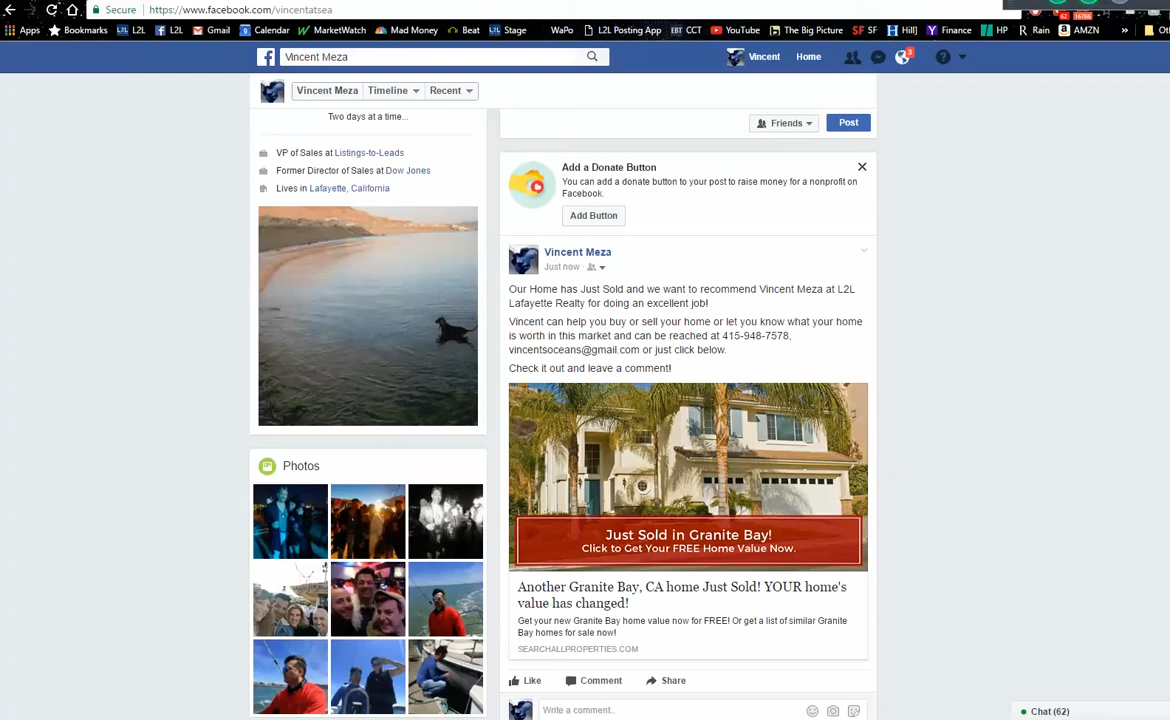 Secure https://www.facebook.com/vincentatsea
Apps Bookmarks L2L L2L Gmail Calendar MarketWatch Mad Money Beat Stage WaPo L2L Posting App EBT CCT YouTube The Big Picture SF SF Hill] Finance HP Rain AMZN »
Vincent Meza
Vincent Home 3
Vincent Meza Timeline Recent
Two days at a time...
VP of Sales at Listings-to-Leads
Former Director of Sales at Dow Jones
Lives in Lafayette, California
Photos
Friends Post
Add a Donate Button
You can add a donate button to your post to raise money for a nonprofit on
Facebook.
Add Button
Vincent Meza
Just now ·
Our Home has Just Sold and we want to recommend Vincent Meza at L2L
Lafayette Realty for doing an excellent job!
Vincent can help you buy or sell your home or let you know what your home
is worth in this market and can be reached at 415-948-7578,
vincentsoceans@gmail.com or just click below.
Check it out and leave a comment!
Just Sold in Granite Bay!
Click to Get Your FREE Home Value Now.
Another Granite Bay, CA home Just Sold! YOUR home's
value has changed!
Get your new Granite Bay home value now for FREE! Or get a list of similar Granite
Bay homes for sale now!
SEARCHALLPROPERTIES.COM
Like Comment Share
Write a comment...
Chat (62)